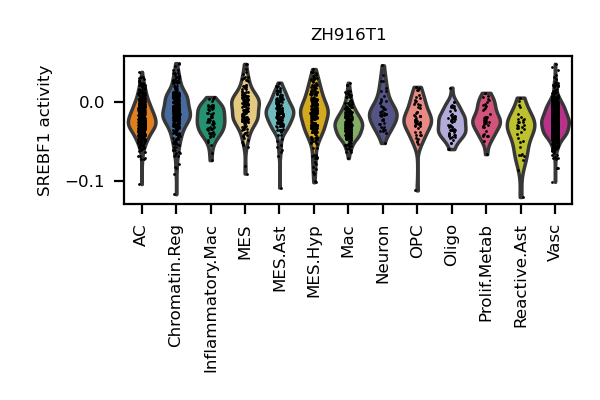 ZH916T1
SREBF1 activity
0.0
−0.1
AC
Chromatin.Reg
Inflammatory.Mac
MES
MES.Ast
MES.Hyp
Mac
Neuron
OPC
Oligo
Prolif.Metab
Reactive.Ast
Vasc